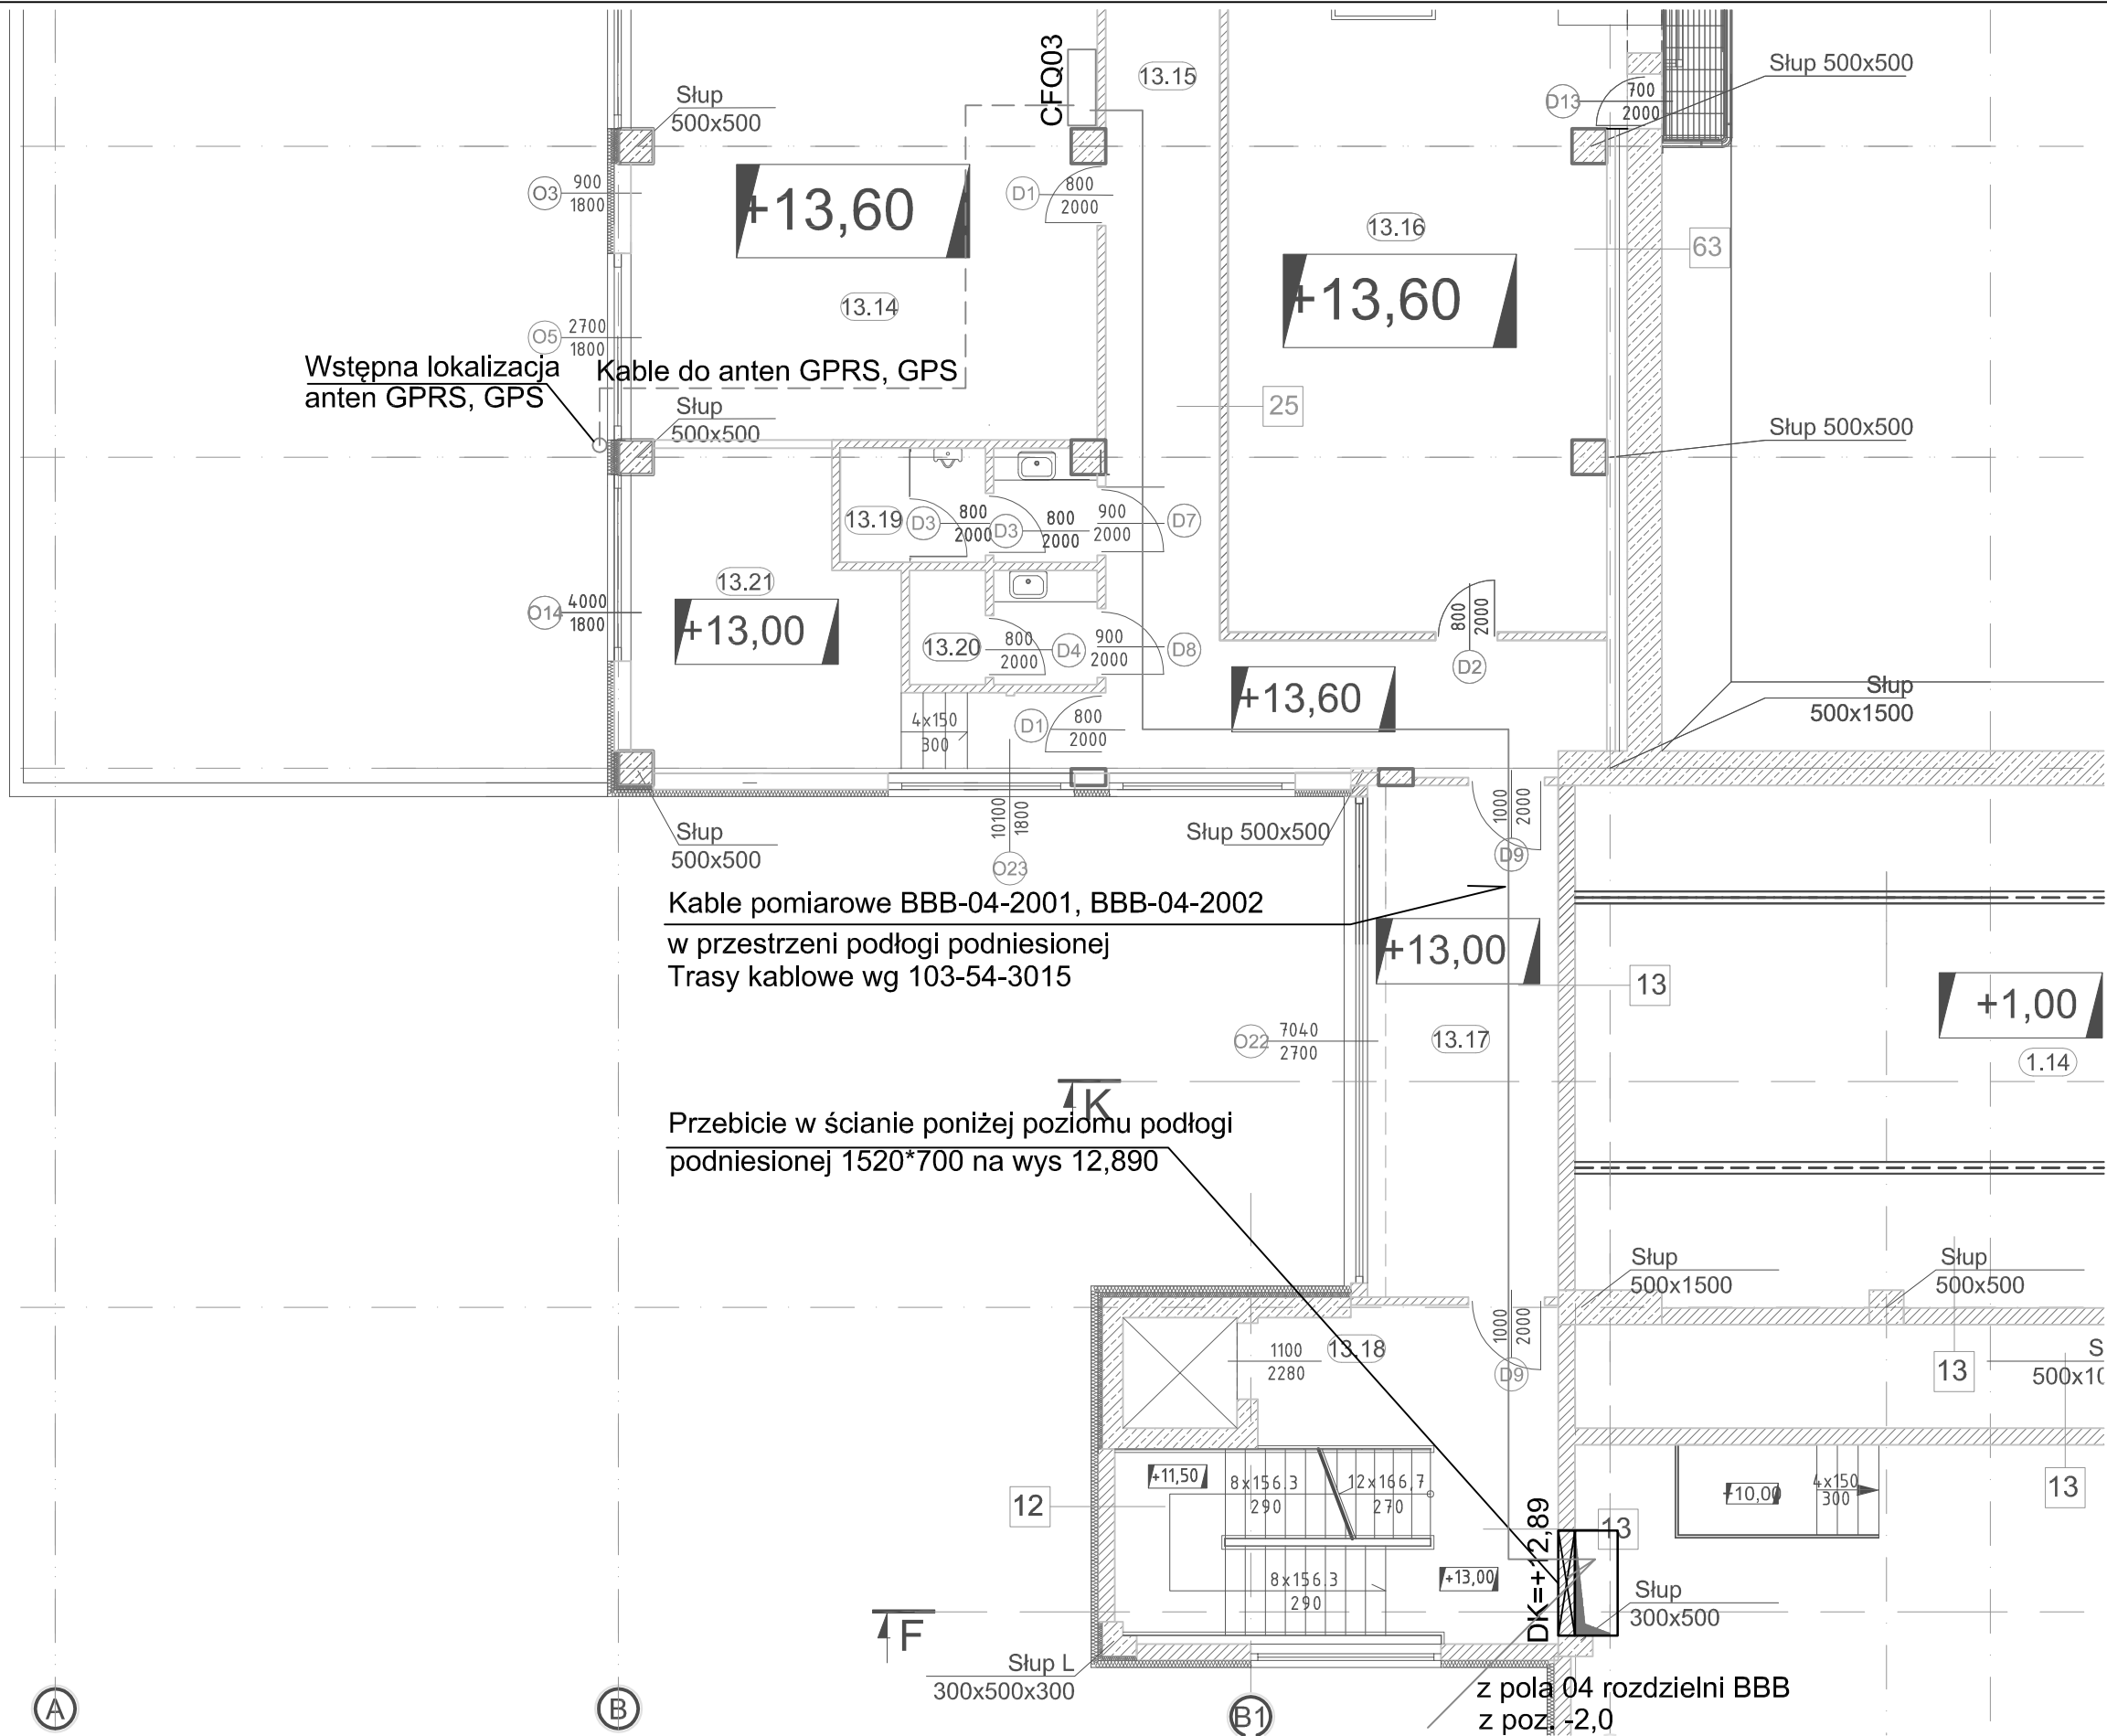 CFQ03
13.15
Słup 500x500
D13
700
2000
Słup
500x500
O3
900
1800
+13,60
D1
800
2000
13.16
63
+13,60
13.14
O5
2700
1800
Wstępna lokalizacja
anten GPRS, GPS
Kable do anten GPRS, GPS
25
Słup
500x500
Słup 500x500
13.19
D3
800
2000
D3
800
2000
900
2000
D7
13.21
O14
4000
1800
+13,00
13.20
800
2000
D4
900
2000
D8
800
2000
D2
+13,60
Słup
500x1500
4x150
300
D1
800
2000
10100
1800
O23
Słup
500x500
Słup 500x500
1000
2000
D9
Kable pomiarowe BBB-04-2001, BBB-04-2002
w przestrzeni podłogi podniesionej
Trasy kablowe wg 103-54-3015
+13,00
13
+1,00
O22
7040
2700
13.17
1.14
K
Przebicie w ścianie poniżej poziomu podłogi
podniesionej 1520*700 na wys 12,890
Słup
500x1500
Słup
500x500
1100
2280
13.18
1000
2000
D9
13
S
500x10
+11,50
8x156.3
290
12x166,7
270
12
+10,00
4x150
300
13
13
DK=+12,89
8x156.3
290
+13,00
Słup
300x500
F
Słup L
300x500x300
z pola 04 rozdzielni BBB
z poz. -2,0
A
B
B1